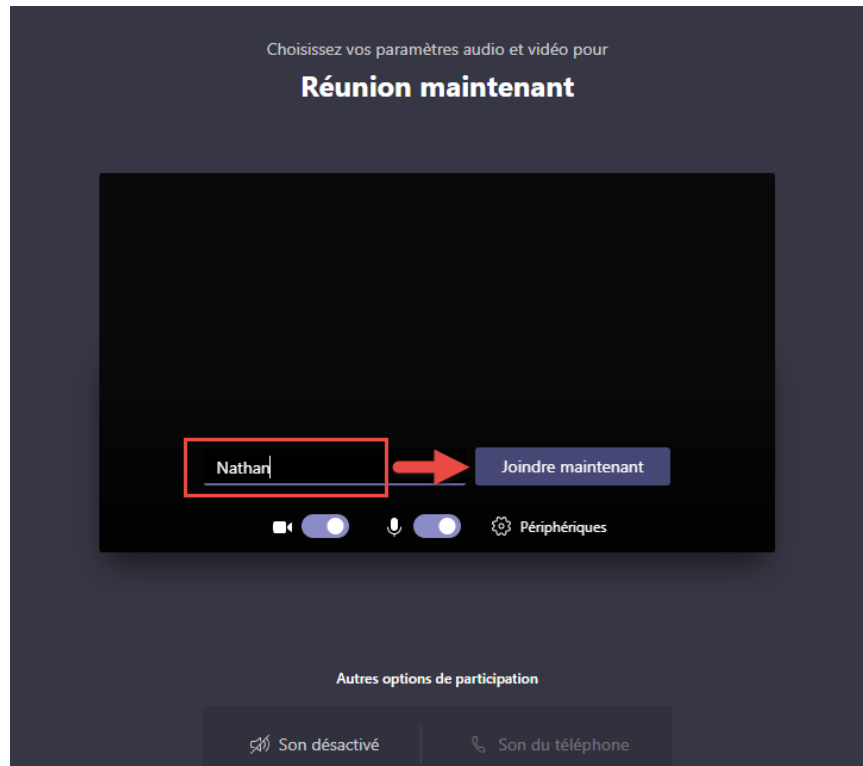 Choisissez vos paramètres audio et vidéo pour
Réunion maintenant
Nathan
Joindre maintenant
Périphériques
Autres options de participation
Son désactivé
Son du téléphone